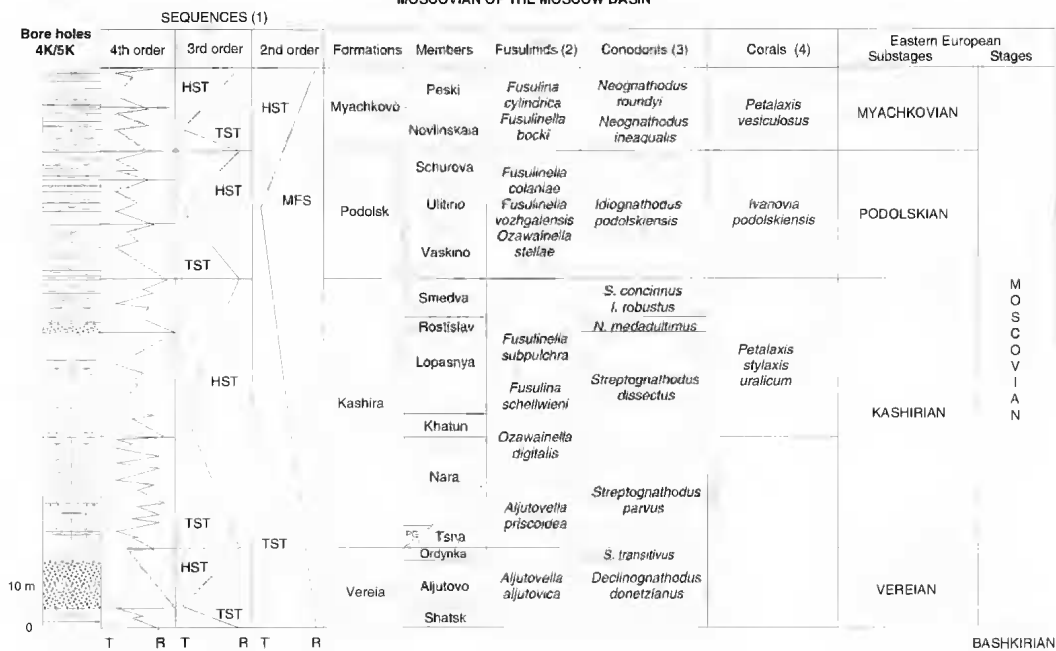 MOSCOVIAN OF THE MOSCOW BASIN
SEQUENCES (1)
Bore holes
4K/5K
4th order
3rd order
2nd order
Formations
Members
Fusulinids (2)
Conodonts (3)
Corals (4)
Eastern European
Substages
Stages
HST
TST
HST
TST
HST
TST
HST
TST
HST
MFS
TST
Myachkovo
Podolsk
Kashira
Vereia
Peski
Novlinskaia
Schurova
Ulitino
Vaskino
Smedva
Rostislav
Lopasnya
Khatun
Nara
PG
Tsna
Ordynka
Aljutovo
Shatsk
Fusulina
cylindrica
Fusulinella
bocki
Fusulinella
colaniae
Fusulinella
vozhgalensis
Ozawainella
stellae
Fusulinella
subpulchra
Fusulina
schellwieni
Ozawainella
digitalis
Aljutovella
priscoidea
Aljutovella
aljutovica
Neognathodus
roundyi
Neognathodus
ineaqualis
Idiognathodus
podolskiensis
S. concinnus
I. robustus
N. medadultimus
Streptognathodus
dissectus
Streptognathodus
parvus
S. transitivus
Declinognathodus
donetzianus
Petalaxis
vesiculosus
Ivanovia
podolskiensis
Petalaxis
stylaxis
uralicum
MYACHKOVIAN
PODOLSKIAN
KASHIRIAN
VEREIAN
M
O
S
C
O
V
I
A
N
10 m
0
T R T R T R
BASHKIRIAN